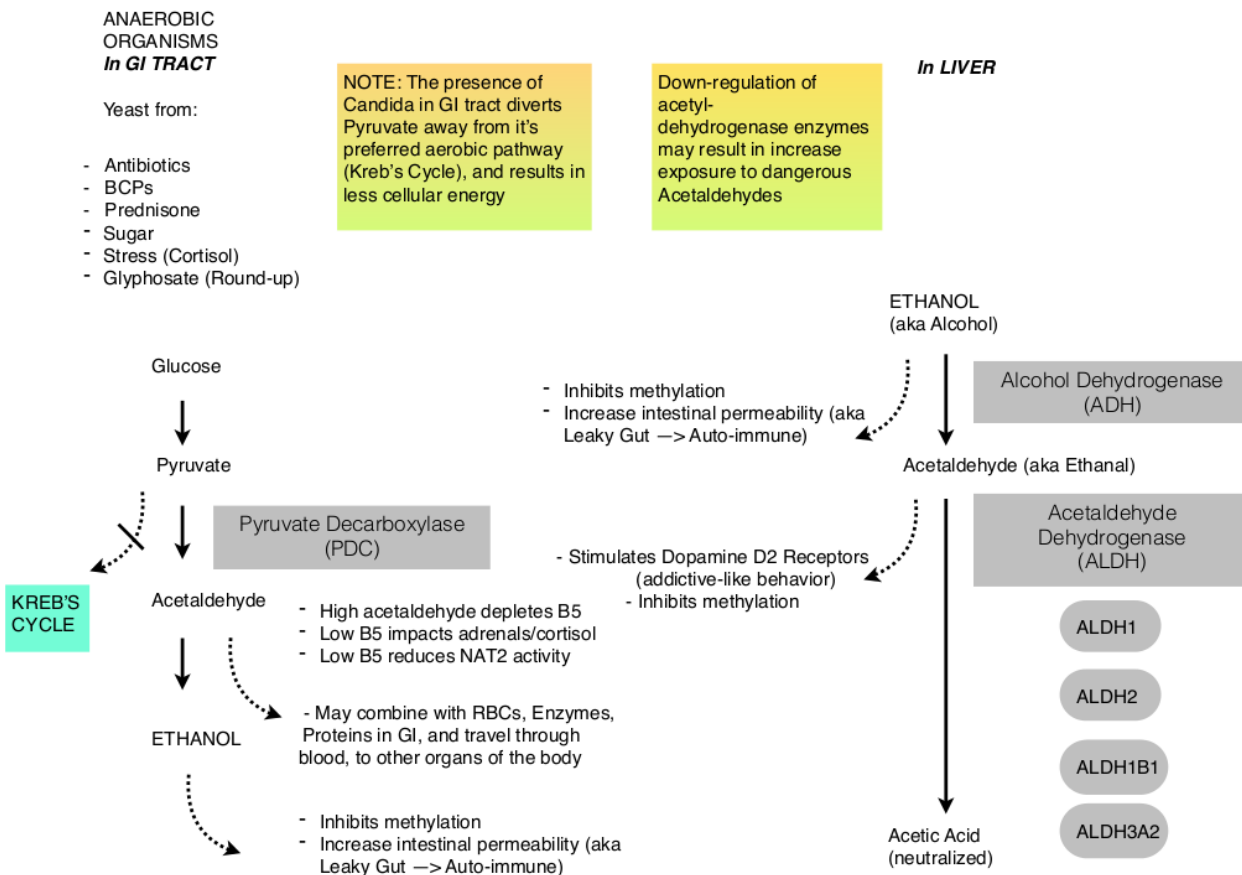 ANAEROBIC
ORGANISMS
In GI TRACT
Yeast from:
- Antibiotics
- BCPs
- Prednisone
- Sugar
- Stress (Cortisol)
- Glyphosate (Round-up)
NOTE: The presence of
Candida in GI tract diverts
Pyruvate away from it's
preferred aerobic pathway
(Kreb's Cycle), and results in
less cellular energy
Down-regulation of
acetyl-
dehydrogenase enzymes
may result in increase
exposure to dangerous
Acetaldehydes
In LIVER
Glucose
Pyruvate
Pyruvate Decarboxylase
(PDC)
KREB'S
CYCLE
Acetaldehyde
- High acetaldehyde depletes B5
- Low B5 impacts adrenals/cortisol
- Low B5 reduces NAT2 activity
- May combine with RBCs, Enzymes,
Proteins in GI, and travel through
blood, to other organs of the body
ETHANOL
- Inhibits methylation
- Increase intestinal permeability (aka
Leaky Gut —> Auto-immune)
ETHANOL
(aka Alcohol)
Alcohol Dehydrogenase
(ADH)
- Inhibits methylation
- Increase intestinal permeability (aka
Leaky Gut —> Auto-immune)
Acetaldehyde (aka Ethanal)
Acetaldehyde
Dehydrogenase
(ALDH)
- Stimulates Dopamine D2 Receptors
(addictive-like behavior)
- Inhibits methylation
ALDH1
ALDH2
ALDH1B1
ALDH3A2
Acetic Acid
(neutralized)